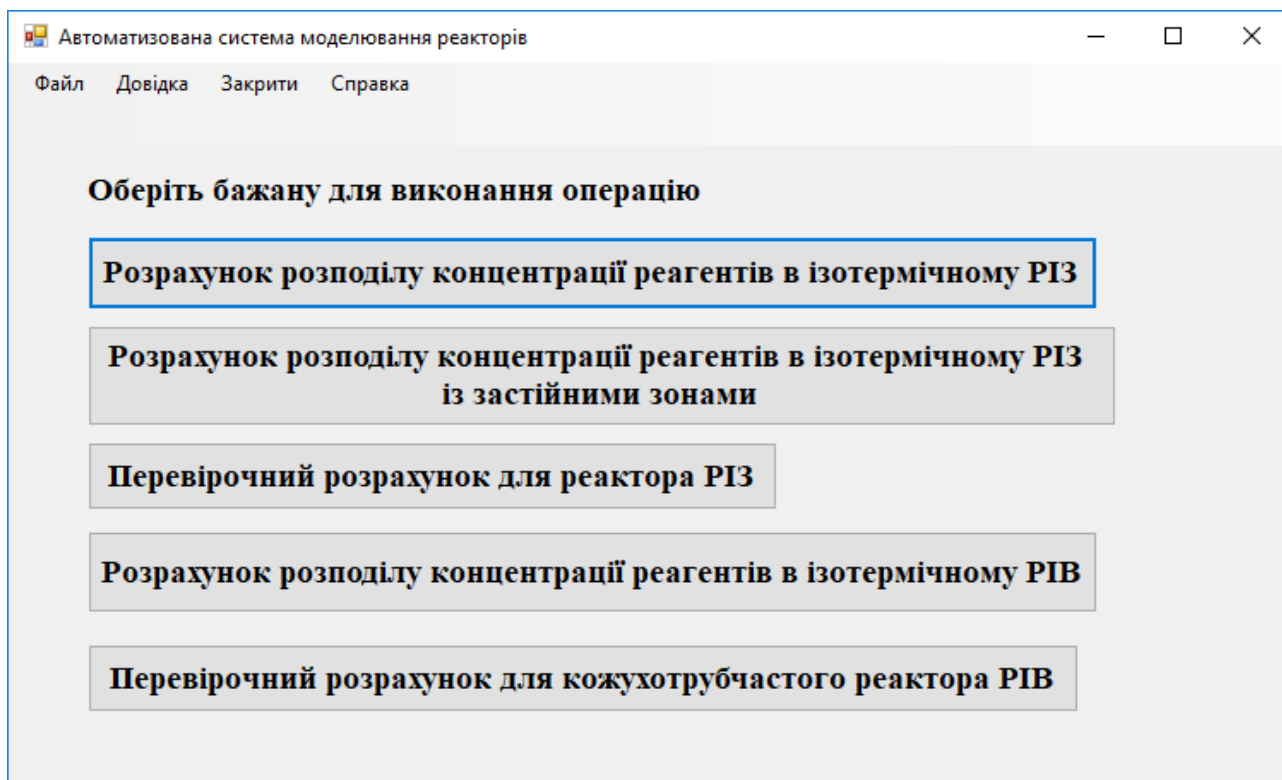 Автоматизована система моделювання реакторів
Файл Довідка Закрити Справка
Оберіть бажану для виконання операцію
Розрахунок розподілу концентрації реагентів в ізотермічному РІЗ
Розрахунок розподілу концентрації реагентів в ізотермічному РІЗ
із застійними зонами
Перевірочний розрахунок для реактора РІЗ
Розрахунок розподілу концентрації реагентів в ізотермічному РІВ
Перевірочний розрахунок для кожухотрубчастого реактора РІВ